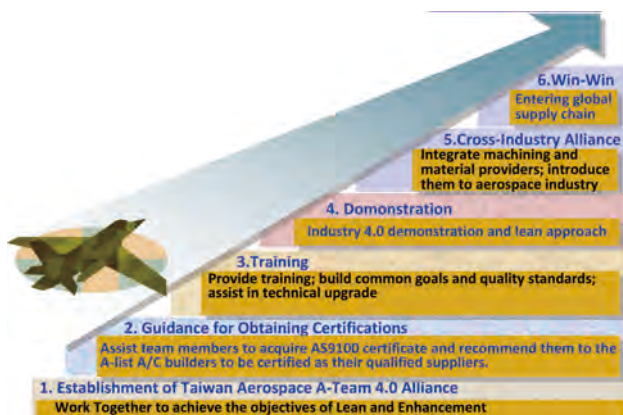 6.Win-Win
Entering global
supply chain
5.Cross-Industry Alliance
Integrate machining and
material providers; introduce
them to aerospace industry
4. Domonstration
Industry 4.0 demonstration and lean approach
3.Training
Provide training; build common goals and quality standards;
assist in technical upgrade
2. Guidance for Obtaining Certifications
Assist team members to acquire AS9100 certificate and recommend them to the
A-list A/C builders to be certified as their qualified suppliers.
1. Establishment of Taiwan Aerospace A-Team 4.0 Alliance
Work Together to achieve the objectives of Lean and Enhancement